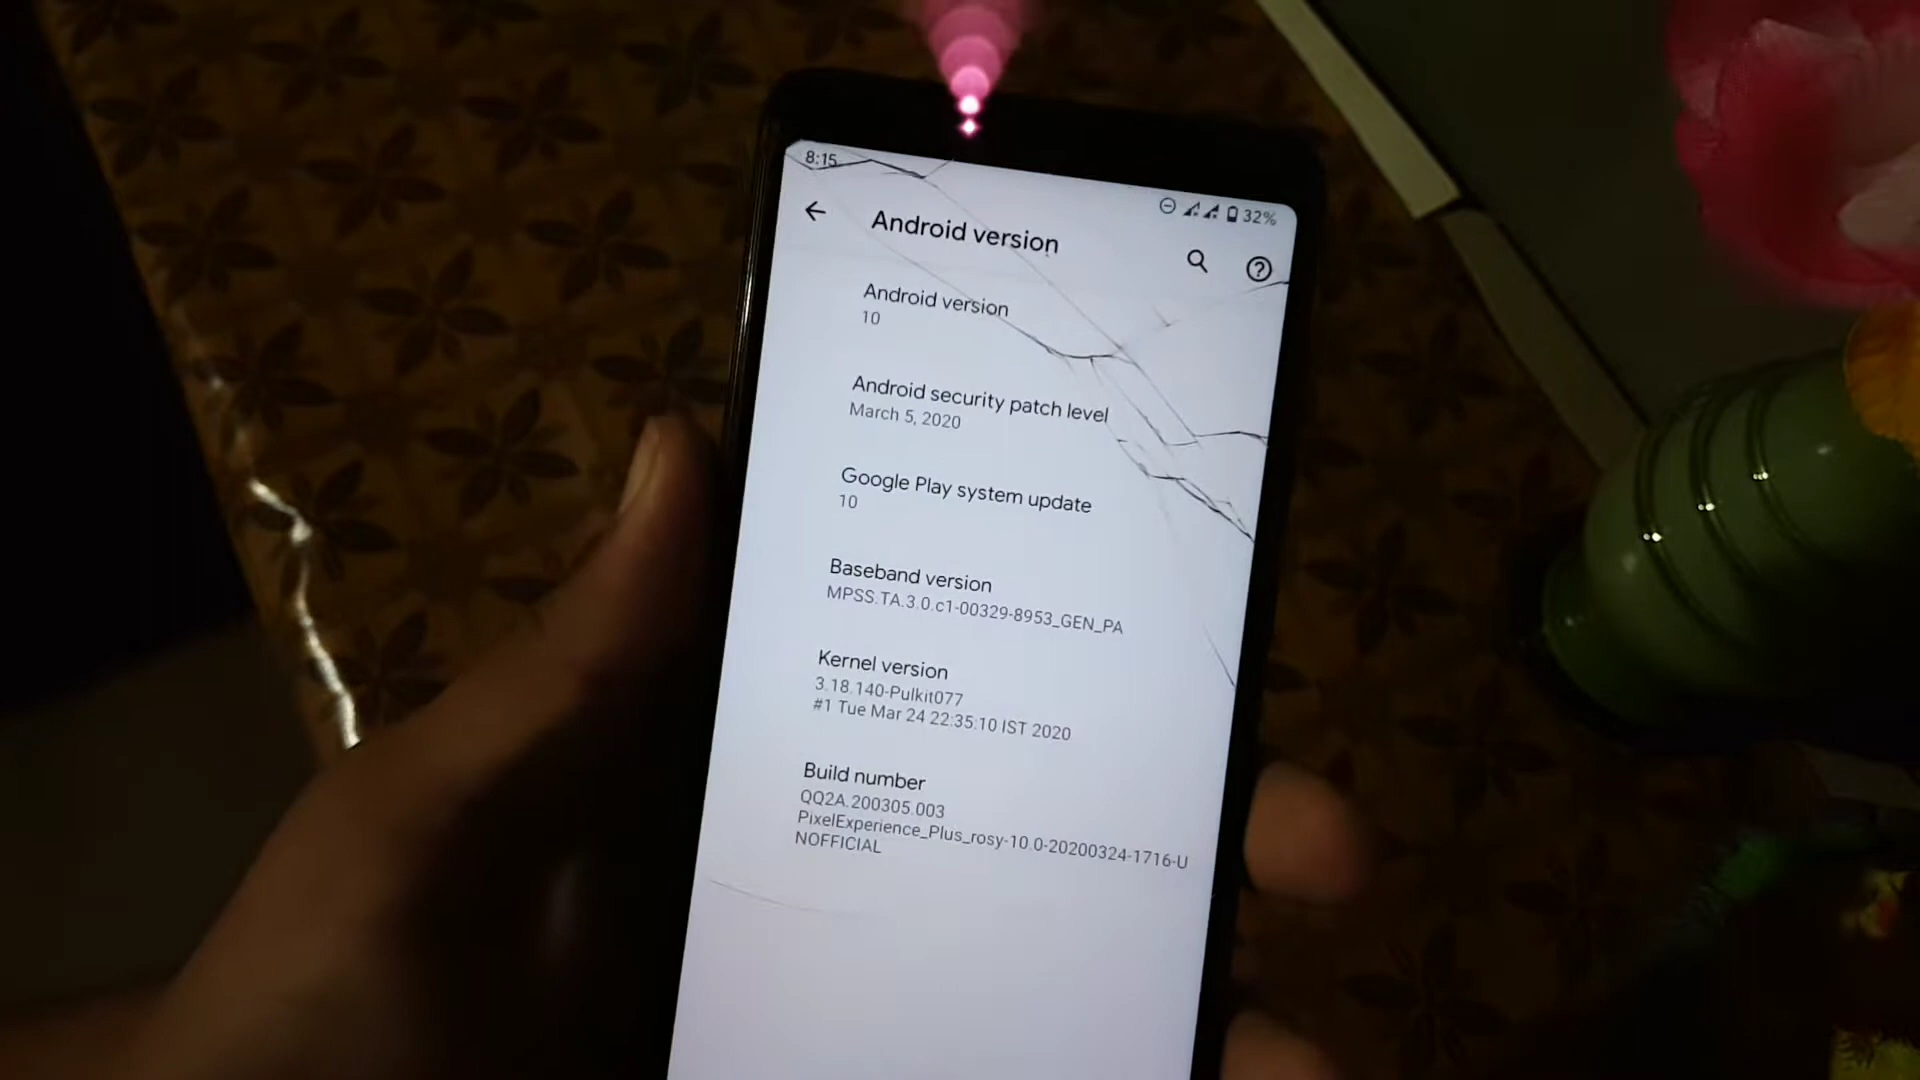 8:15
32%
Android version
Android version
10
Android security patch level
March 5, 2020
Google Play system update
10
Baseband version
MPSS.TA.3.0.c1-00329-8953_GEN_PA
Kernel version
3.18.140-Pulkit077
#1 Tue Mar 24 22:35:10 IST 2020
Build number
QQ2A.200305.003
PixelExperience_Plus_rosy-10.0-20200324-1716-U
NOFFICIAL